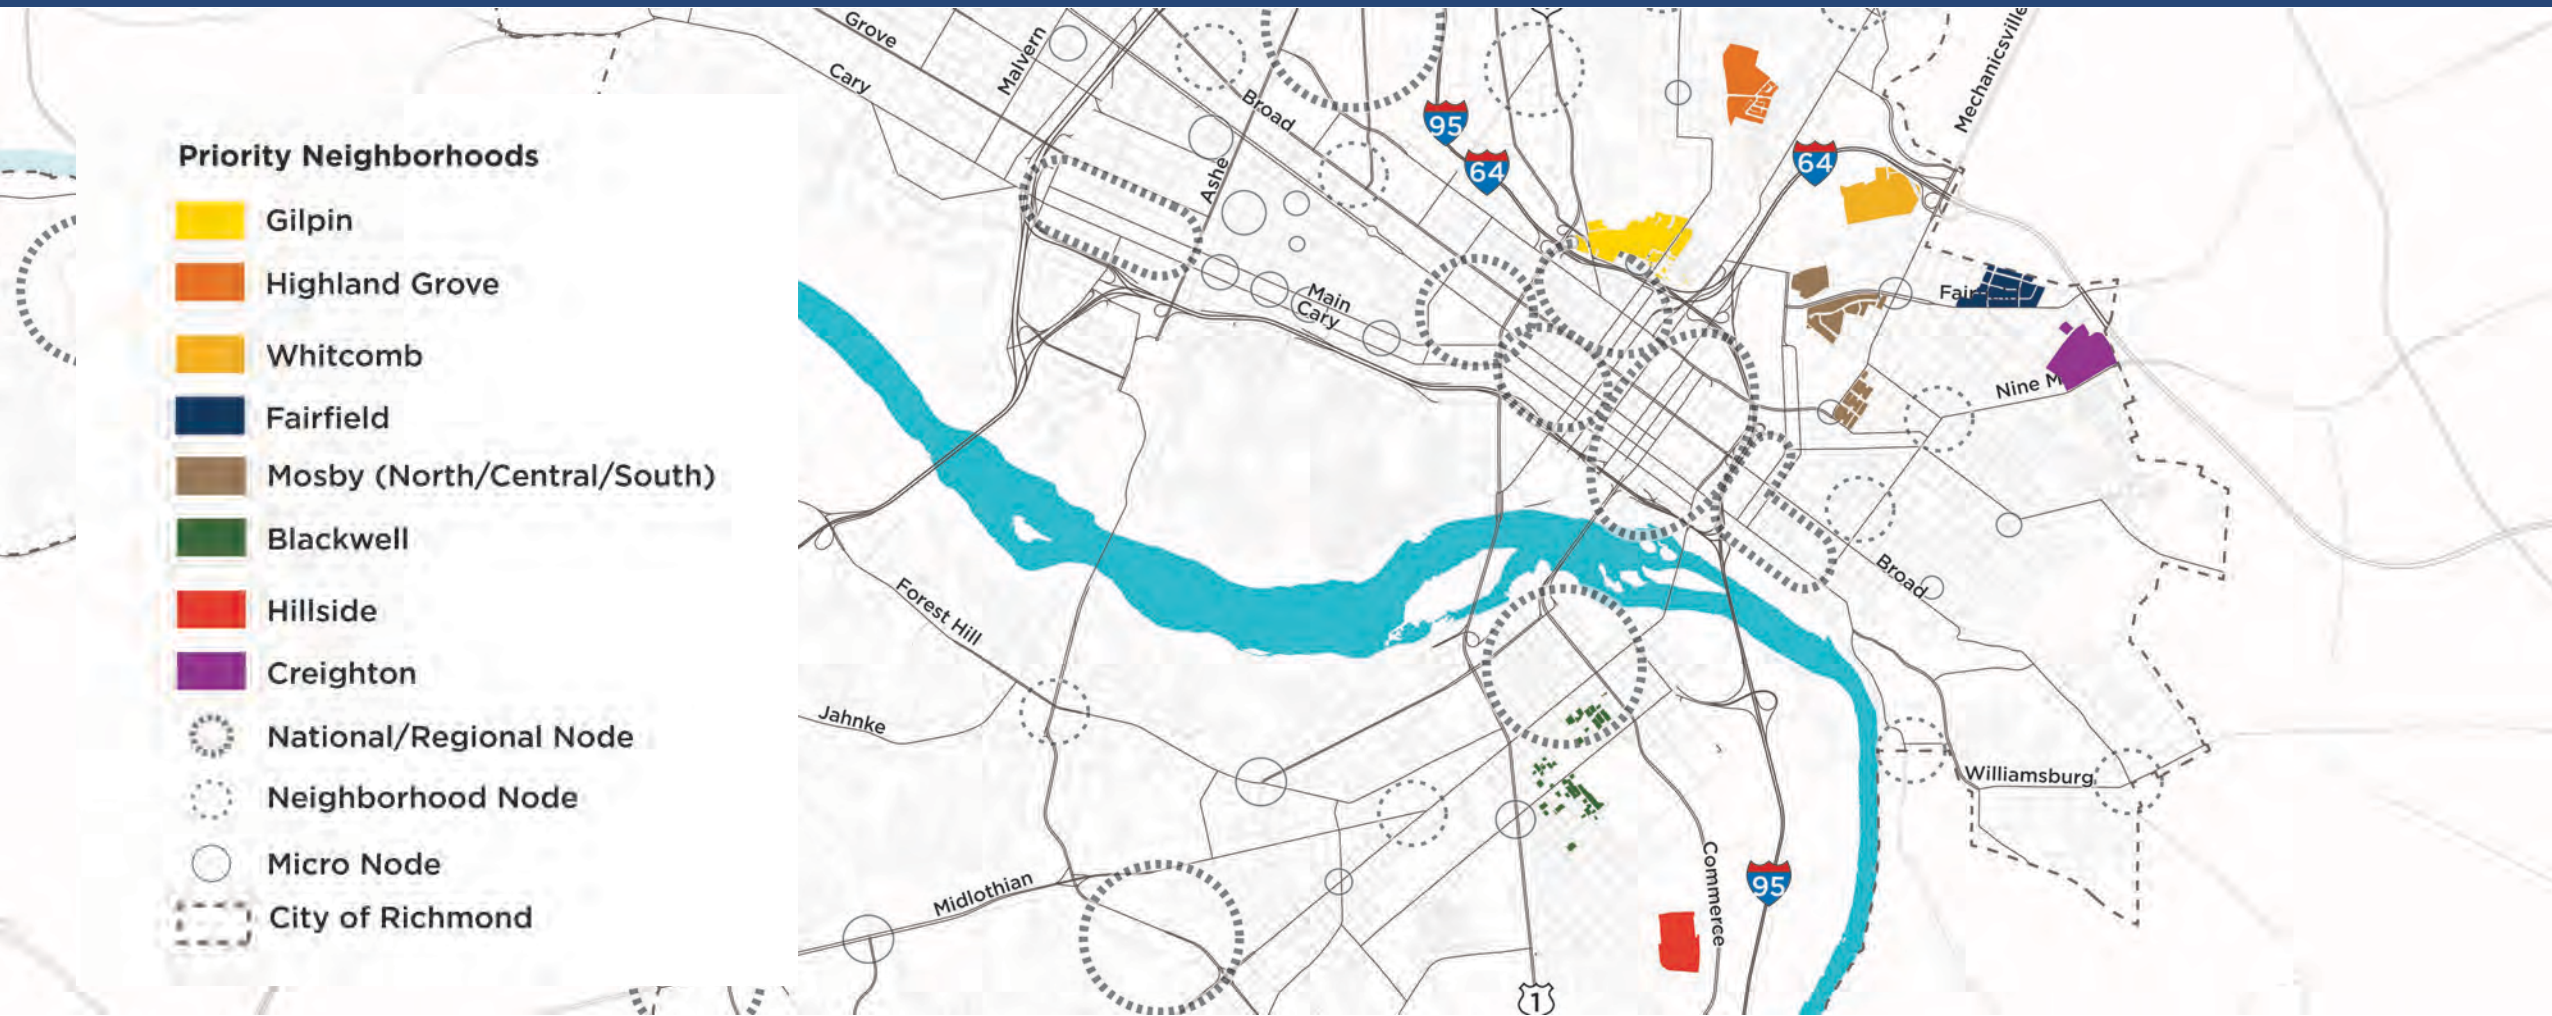 Priority Neighborhoods
Gilpin
Highland Grove
Whitcomb
Fairfield
Mosby (North/Central/South)
Blackwell
Hillside
Creighton
National/Regional Node
Neighborhood Node
Micro Node
City of Richmond
Grove
Cary
Malvern
Broad
Ashe
95
64
64
Mechanicsville
Main
Cary
Nine M
Broad
Forest Hill
Jahnke
Midlothian
Williamsburg
Commerce
95
1